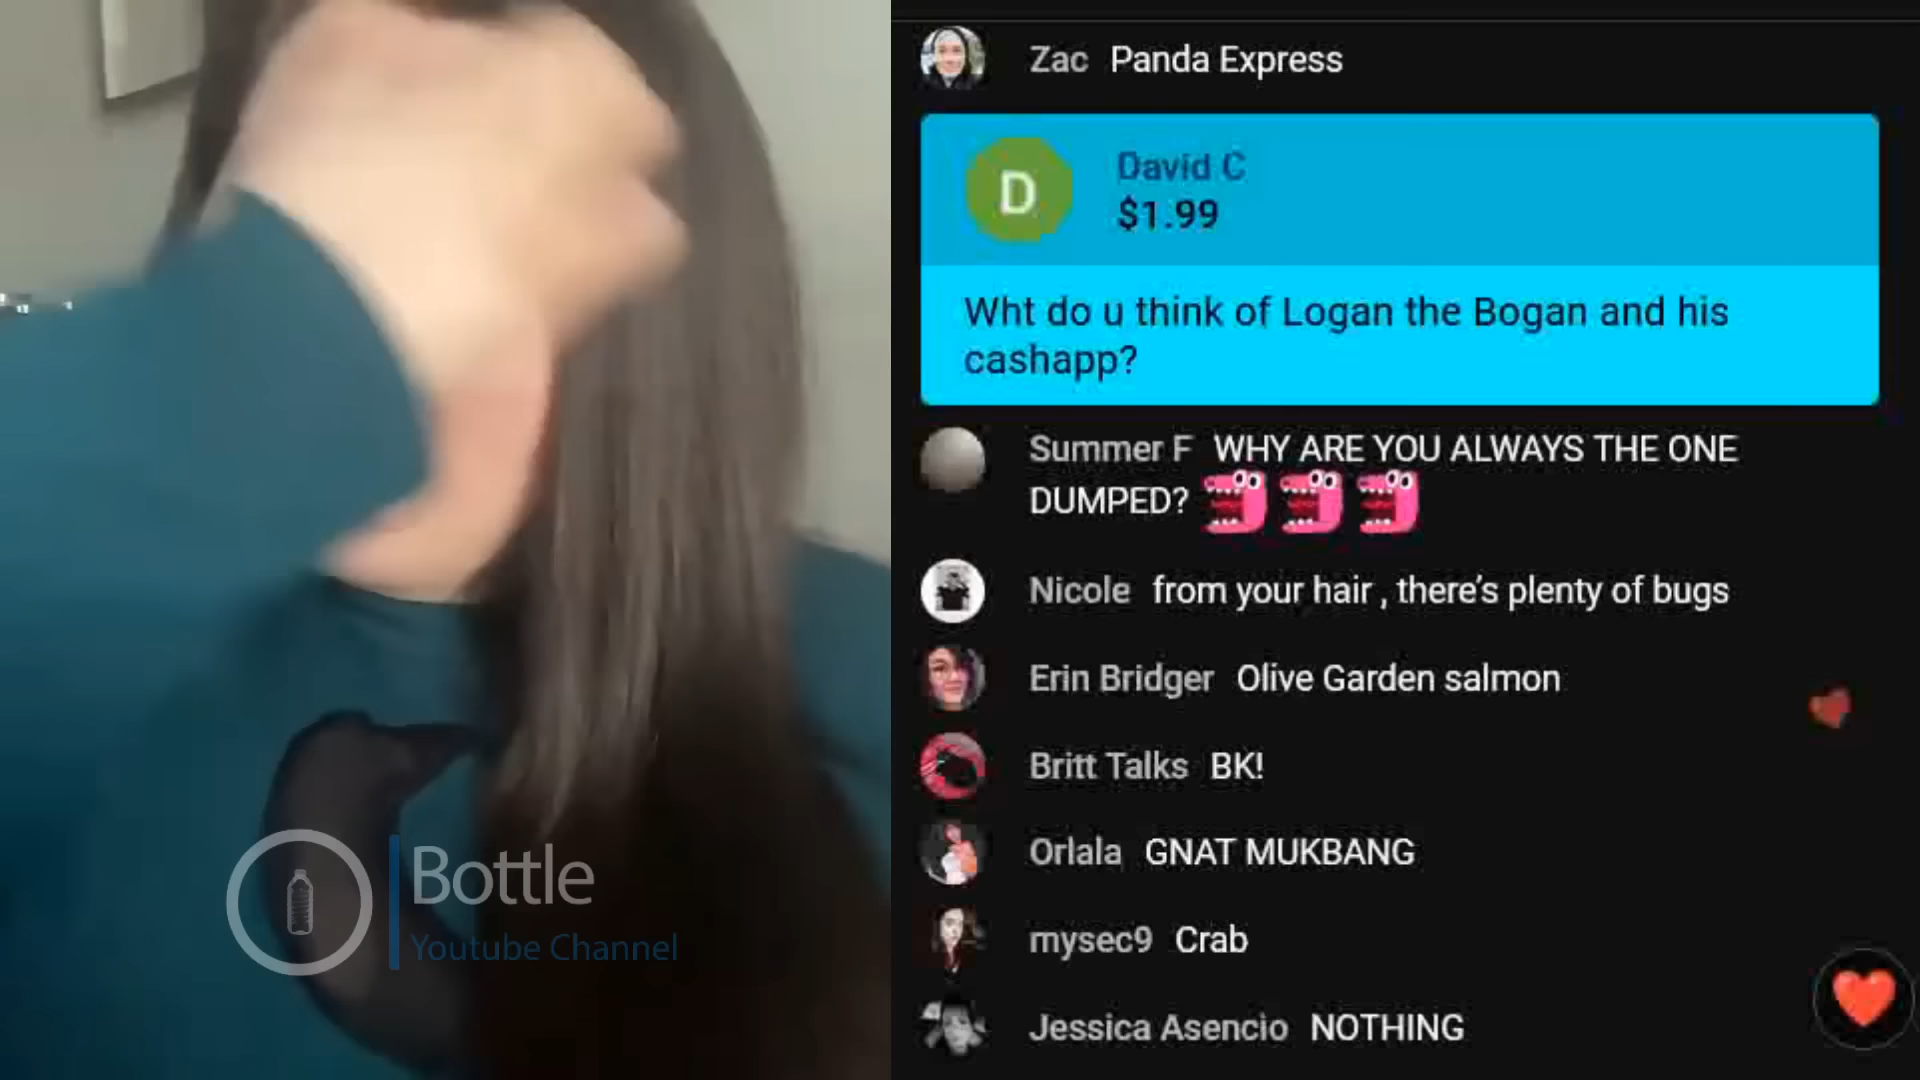 Zac Panda Express
D
David C
$1.99
Wht do u think of Logan the Bogan and his
cashapp?
Summer F WHY ARE YOU ALWAYS THE ONE
DUMPED?
Nicole from your hair , there's plenty of bugs
Erin Bridger Olive Garden salmon
Britt Talks BK!
Orlala GNAT MUKBANG
mysec9 Crab
Jessica Asencio NOTHING
Bottle
Youtube Channel